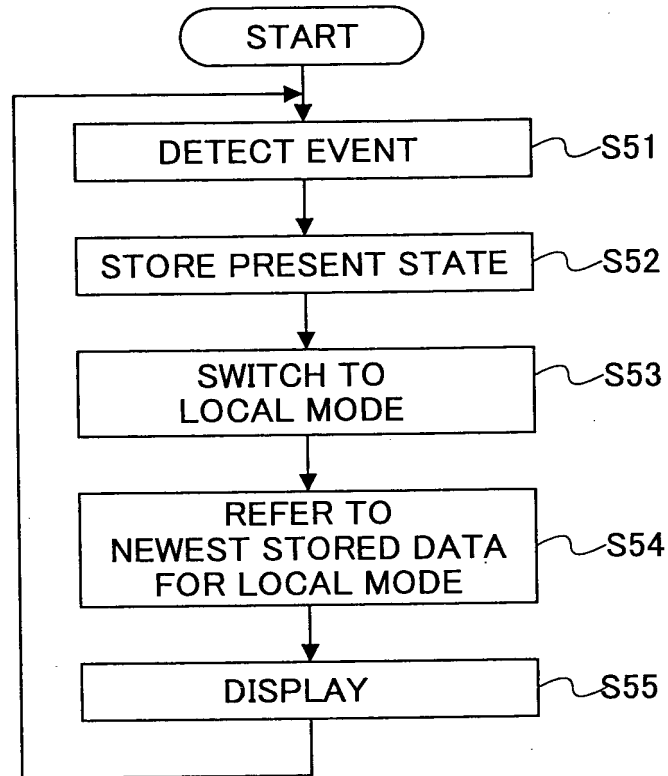 START
DETECT EVENT
S51
STORE PRESENT STATE
S52
SWITCH TO
LOCAL MODE
S53
REFER TO
NEWEST STORED DATA
FOR LOCAL MODE
S54
DISPLAY
S55